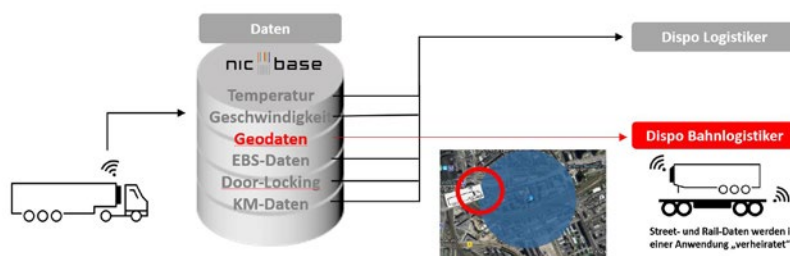 Daten
Dispo Logistiker
nic base
Temperatur
Geschwindigkeit
Geodaten
Dispo Bahnlogistiker
EBS-Daten
Door-Locking
KM-Daten
Street- und Rail-Daten werden i
einer Anwendung „verheiratet“